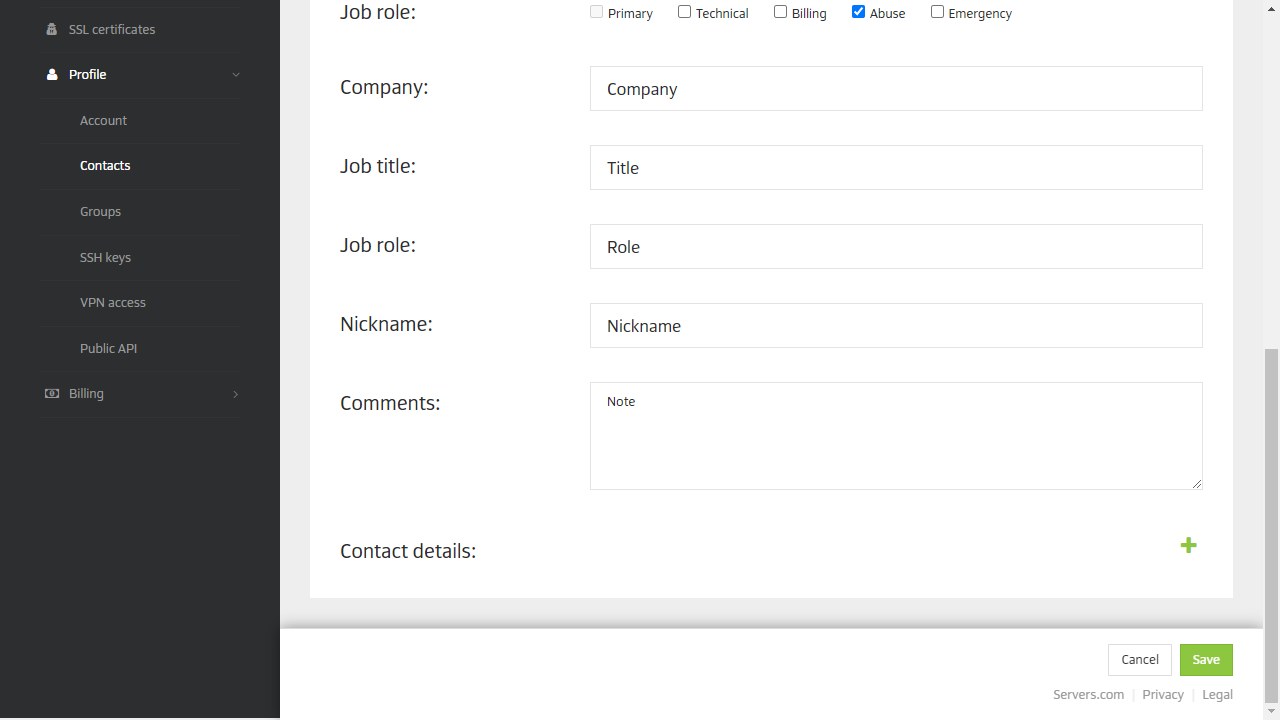 SSL certificates
Profile
Account
Contacts
Groups
SSH keys
VPN access
Public API
Billing
Job role:
Primary Technical Billing Abuse Emergency
Company:
Company
Job title:
Title
Job role:
Role
Nickname:
Nickname
Comments:
Note
Contact details:
Cancel Save
Servers.com | Privacy | Legal